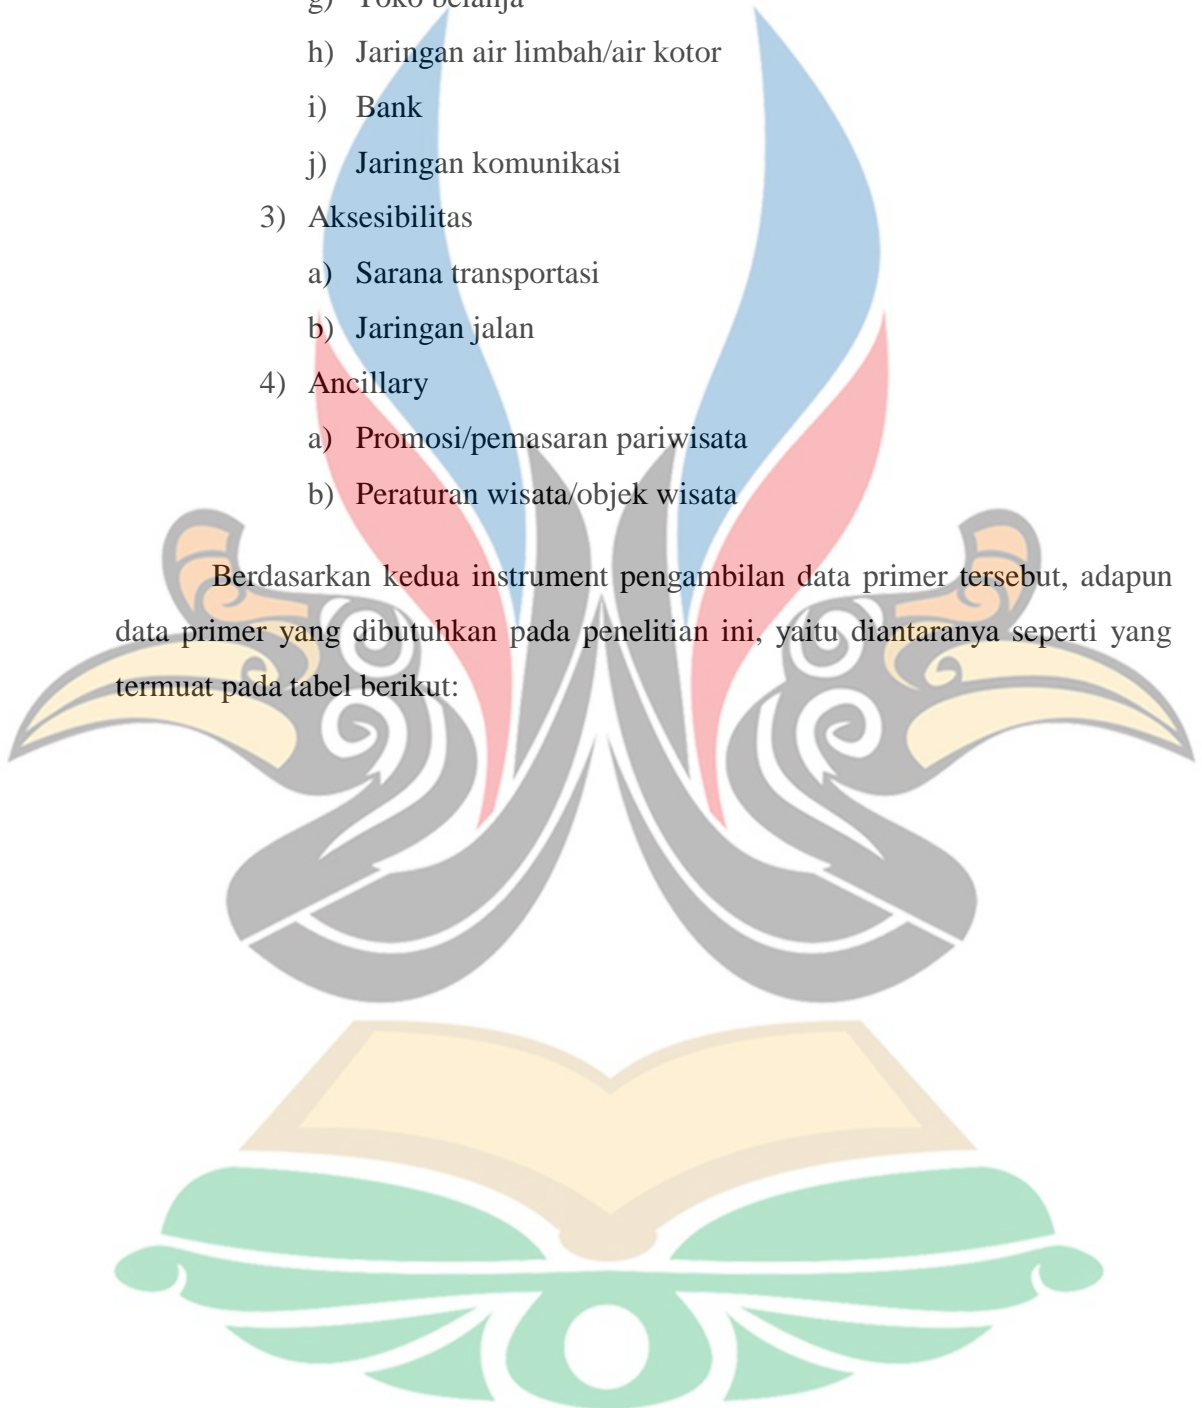 g) Toko belanja
h) Jaringan air limbah/air kotor
i) Bank
j) Jaringan komunikasi
3) Aksesibilitas
a) Sarana transportasi
b) Jaringan jalan
4) Ancillary
a) Promosi/pemasaran pariwisata
b) Peraturan wisata/objek wisata
Berdasarkan kedua instrument pengambilan data primer tersebut, adapun
data primer yang dibutuhkan pada penelitian ini, yaitu diantaranya seperti yang
termuat pada tabel berikut: